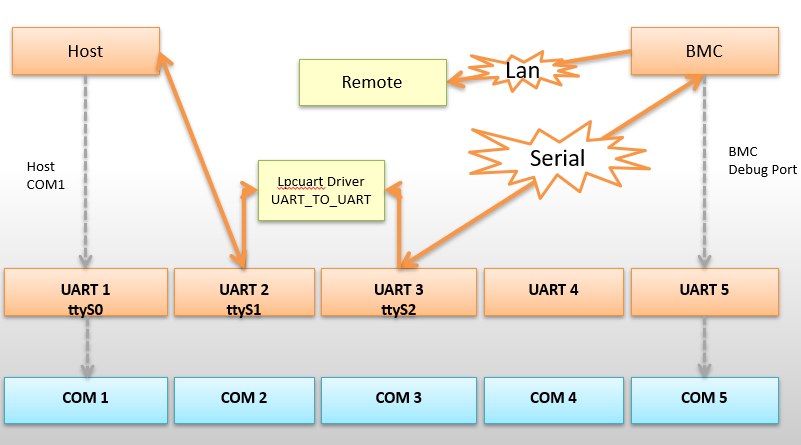 Host
BMC
Lan
Remote
Serial
Host
COM1
BMC
Debug Port
Lpcuart Driver
UART_TO_UART
UART 1
ttyS0
UART 2
ttyS1
UART 3
ttyS2
UART 4
UART 5
COM 1
COM 2
COM 3
COM 4
COM 5